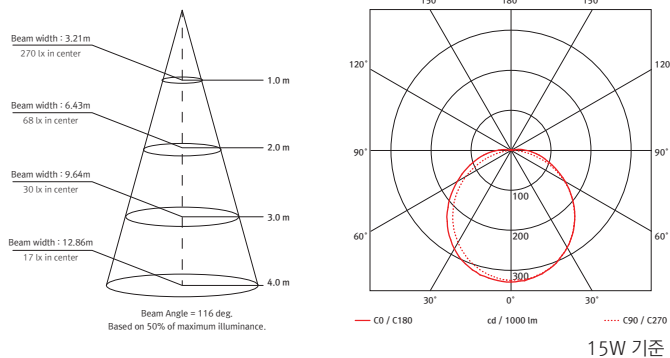 Beam width : 3.21m
270 lx in center
1.0 m
Beam width : 6.43m
68 lx in center
2.0 m
Beam width : 9.64m
30 lx in center
3.0 m
Beam width : 12.86m
17 lx in center
4.0 m
Beam Angle = 116 deg.
Based on 50% of maximum illuminance.
150 180 150
120° 120°
90° 90°
100
60° 200 60°
300
30° 0° 30°
C0 / C180 cd / 1000 lm C90 / C270
15W 기준